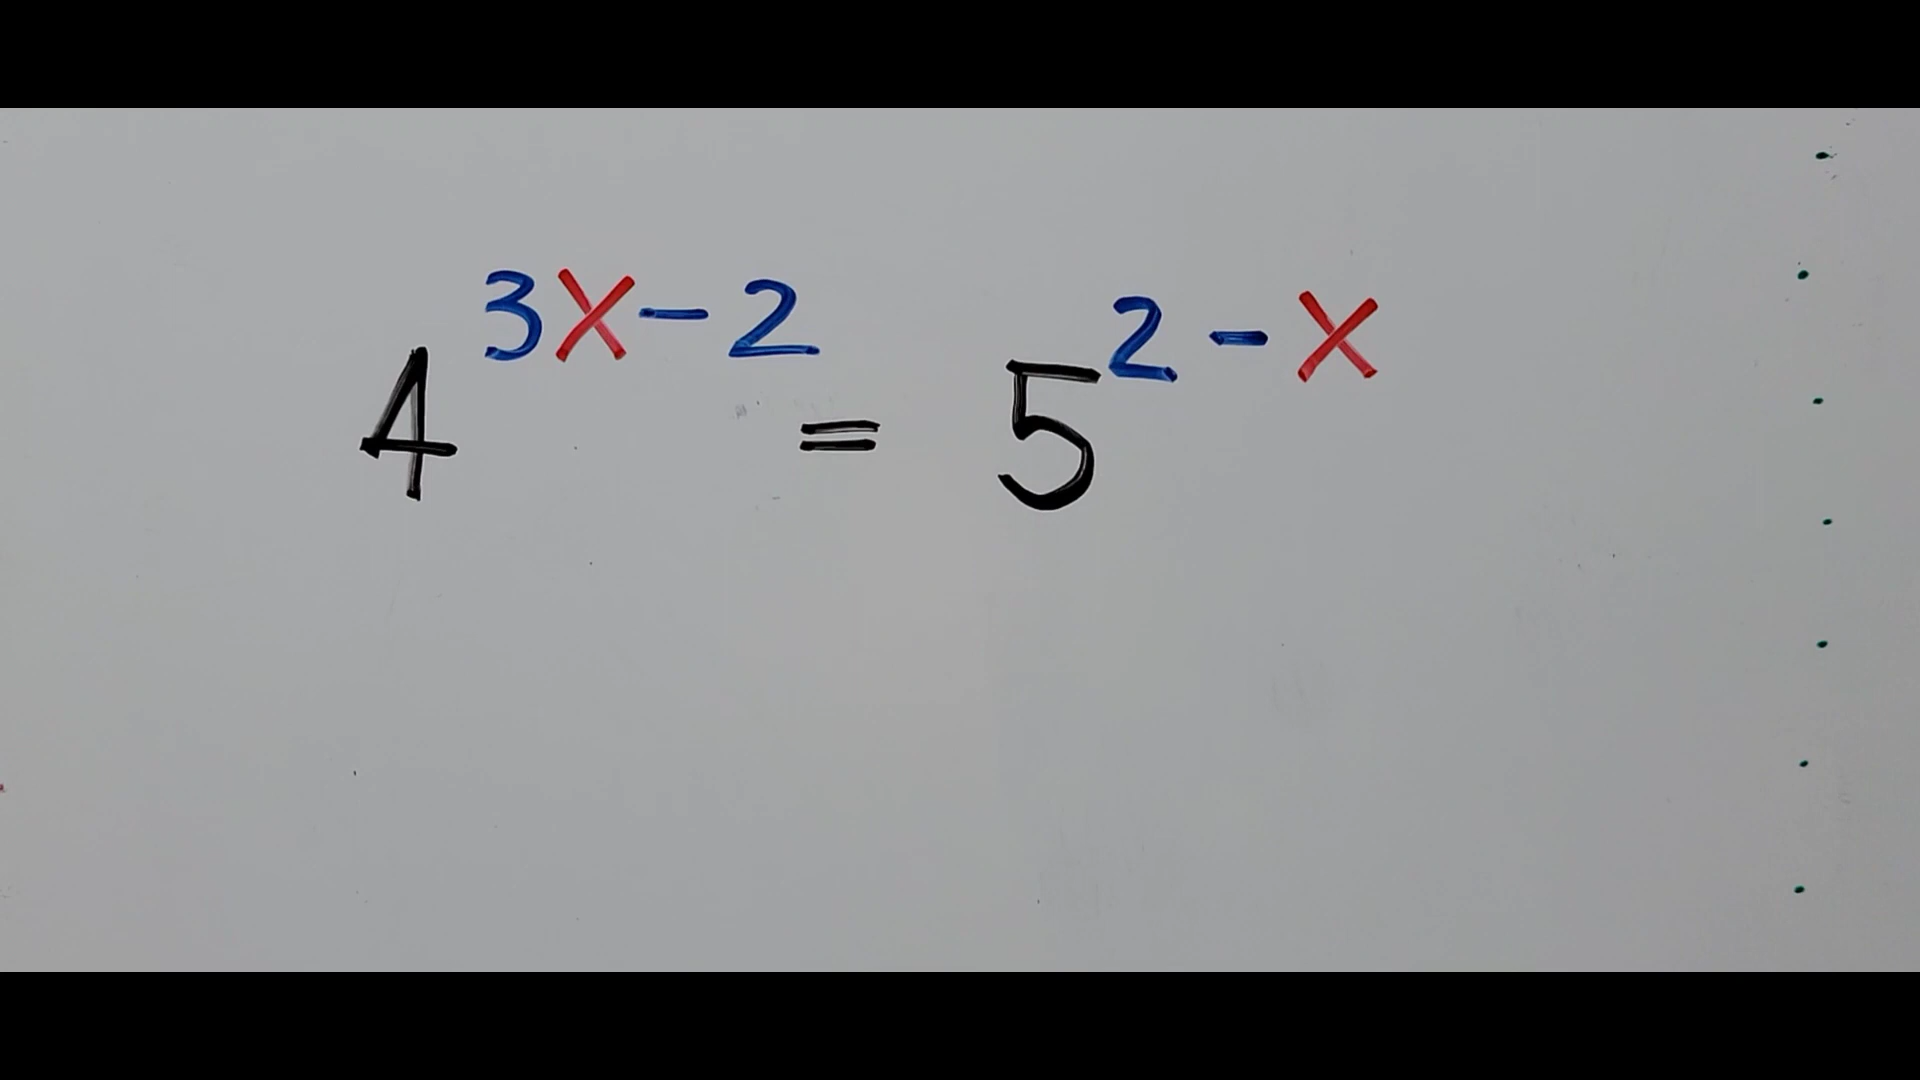 4^{3x-2} = 5^{2-x}